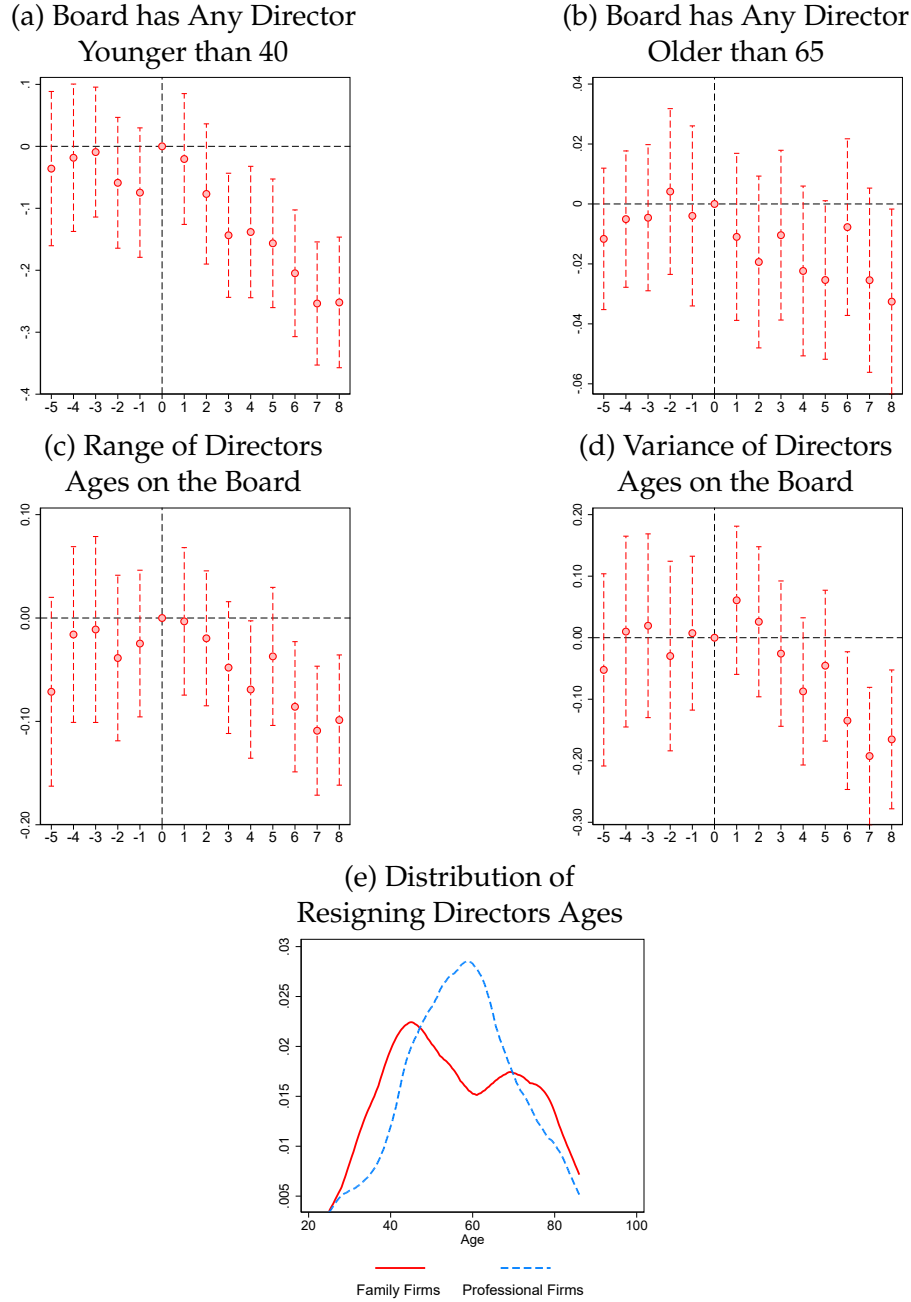 (a) Board has Any Director
Younger than 40
.1
0
-.1
-.2
-.3
-.4
-5 -4 -3 -2 -1 0 1 2 3 4 5 6 7 8
(b) Board has Any Director
Older than 65
.04
.02
0
-.02
-.04
-.06
-5 -4 -3 -2 -1 0 1 2 3 4 5 6 7 8
(c) Range of Directors
Ages on the Board
0.10
0.00
-0.10
-0.20
-5 -4 -3 -2 -1 0 1 2 3 4 5 6 7 8
(d) Variance of Directors
Ages on the Board
0.20
0.10
0.00
-0.10
-0.20
-0.30
-5 -4 -3 -2 -1 0 1 2 3 4 5 6 7 8
(e) Distribution of
Resigning Directors Ages
.03
.025
.02
.015
.01
.005
20 40 60 80 100
Age
Family Firms Professional Firms